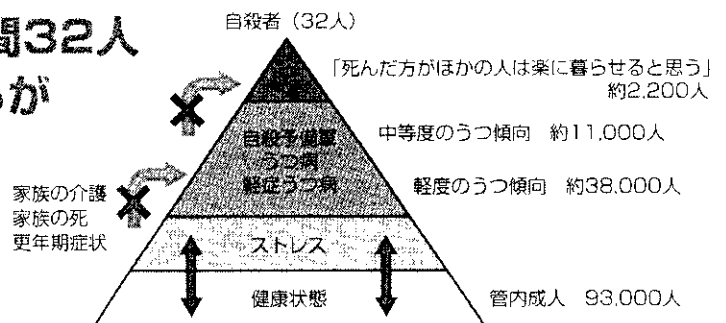 間32人
が
自殺者（32人）
「死んだ方がほかの人は楽に暮らせると思う」
約2,200人
自殺予備軍
うつ病
軽症うつ病
中等度のうつ傾向　約11,000人
軽度のうつ傾向　約38,000人
家族の介護
家族の死
更年期症状
ストレス
健康状態
管内成人　93,000人